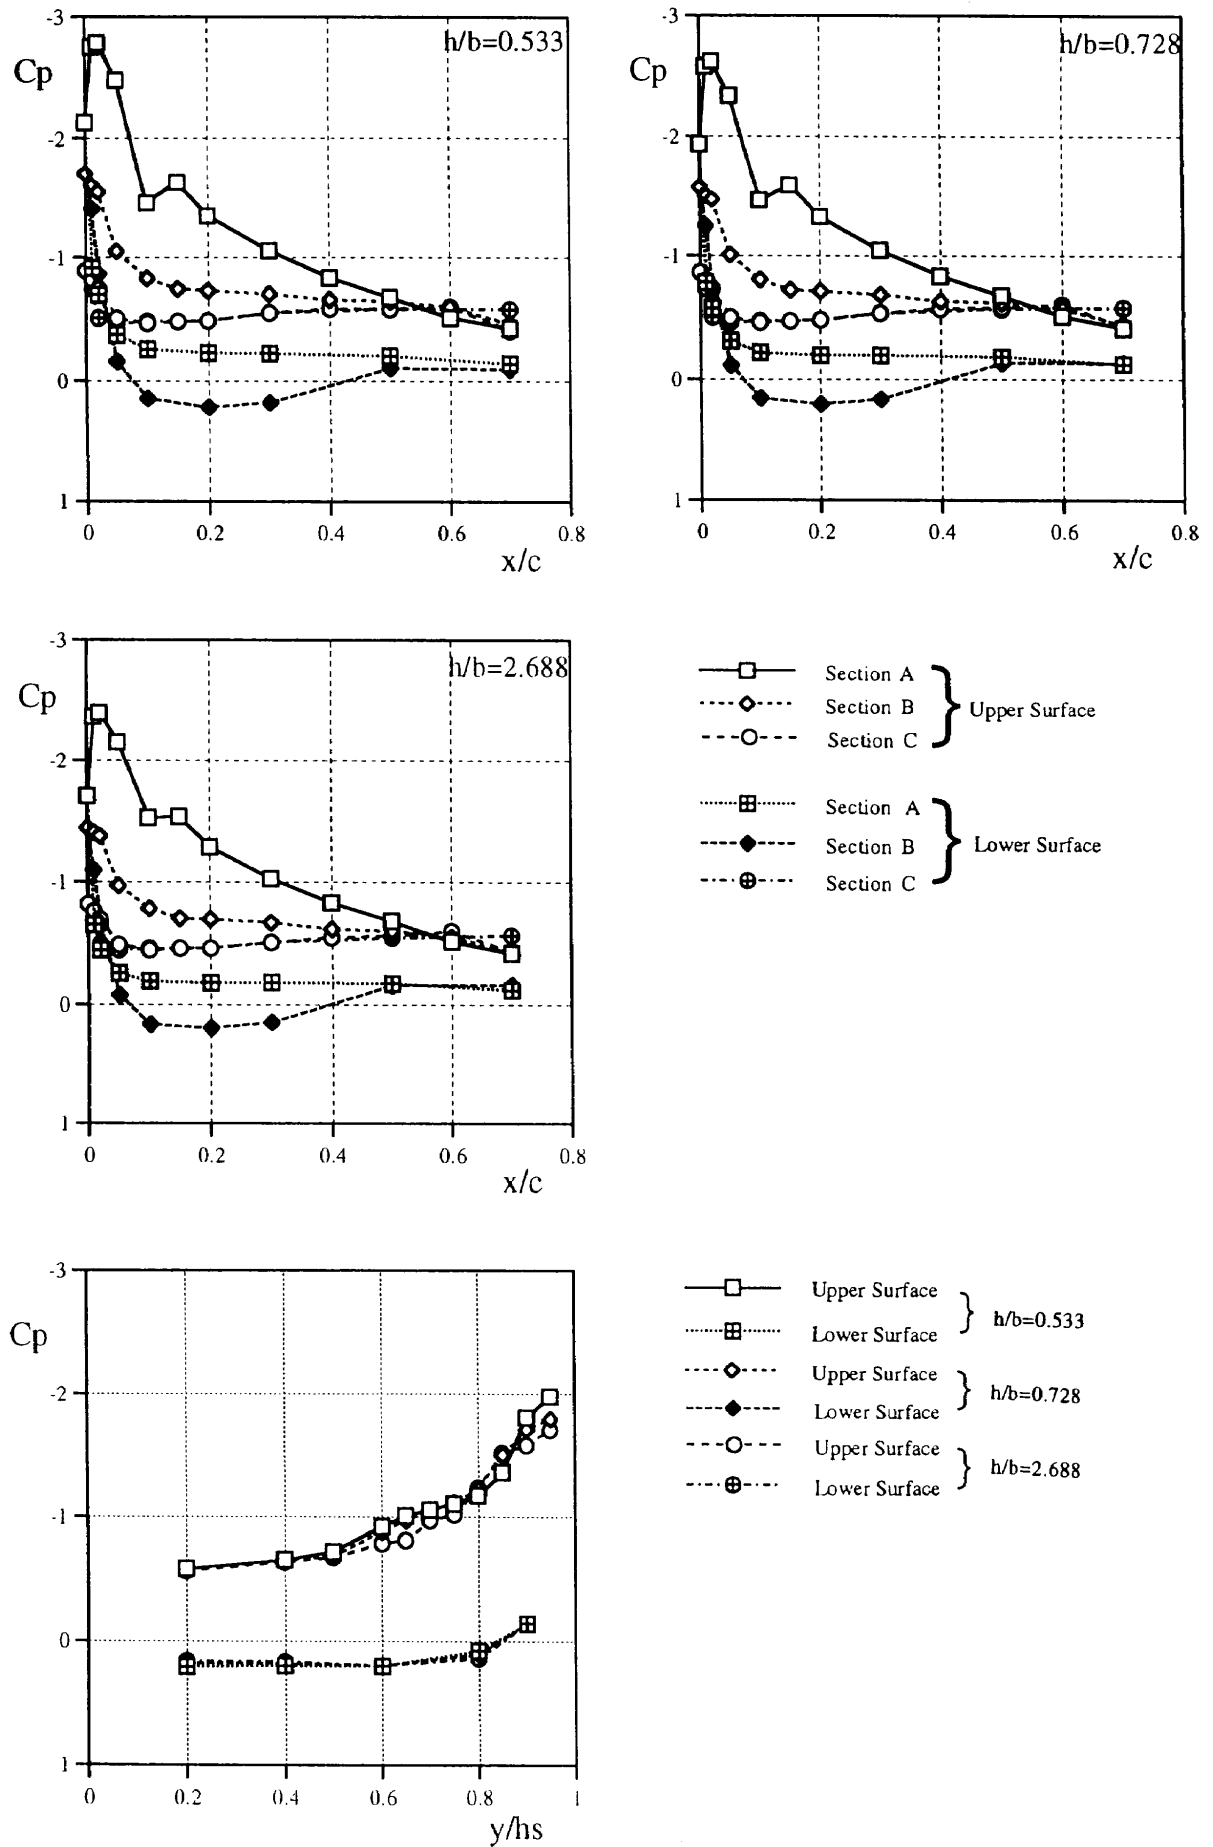 -3
-2
-1
0
1
Cp
h/b=0.533
0 0.2 0.4 0.6 0.8
x/c
-3
-2
-1
0
1
Cp
h/b=0.728
0 0.2 0.4 0.6 0.8
x/c
-3
-2
-1
0
1
Cp
h/b=2.688
0 0.2 0.4 0.6 0.8
x/c
Section A
Section B
Section C
Upper Surface
Section A
Section B
Section C
Lower Surface
-3
-2
-1
0
1
Cp
0 0.2 0.4 0.6 0.8 1
y/hs
Upper Surface
Lower Surface
h/b=0.533
Upper Surface
Lower Surface
h/b=0.728
Upper Surface
Lower Surface
h/b=2.688